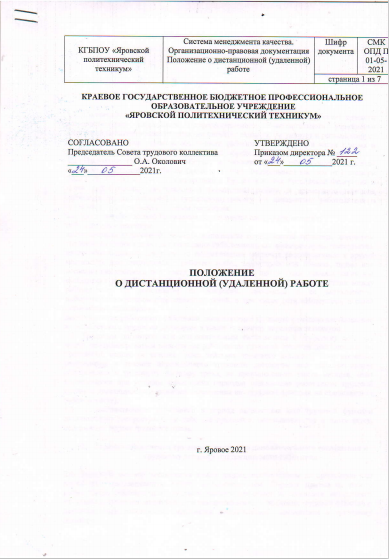 КГБПОУ «Яровской
политехнический
техникум»
Система менеджмента качества.
Организационно-правовая документация
Положение о дистанционной (удаленной)
работе
Шифр
документа
СМК
ОПД П
01-05-
2021
страница 1 из 7
КРАЕВОЕ ГОСУДАРСТВЕННОЕ БЮДЖЕТНОЕ ПРОФЕССИОНАЛЬНОЕ
ОБРАЗОВАТЕЛЬНОЕ УЧРЕЖДЕНИЕ
«ЯРОВСКОЙ ПОЛИТЕХНИЧЕСКИЙ ТЕХНИКУМ»
СОГЛАСОВАНО
Председатель Совета трудового коллектива
О.А. Околович
«24» 05 2021г.
УТВЕРЖДЕНО
Приказом директора № 122
от «24» 05 2021 г.
ПОЛОЖЕНИЕ
О ДИСТАНЦИОННОЙ (УДАЛЕННОЙ) РАБОТЕ
г. Яровое 2021